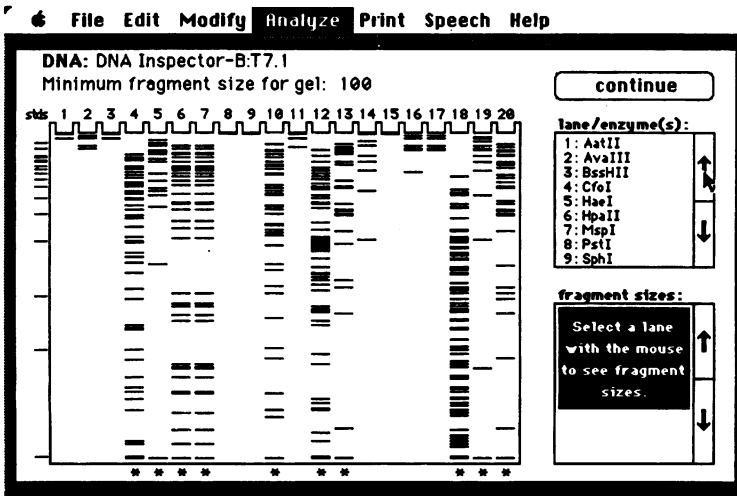 File Edit Modify Analyze Print Speech Help
DNA: DNA Inspector-B:T7.1
Minimum fragment size for gel: 100
continue
stds 1 2 3 4 5 6 7 8 9 10 11 12 13 14 15 16 17 18 19 20
lane/enzyme(s):
1: AatII
2: AvaIII
3: BssHII
4: CfoI
5: HaeI
6: HpaII
7: MspI
8: PstI
9: SphI
fragment sizes:
Select a lane
with the mouse
to see fragment
sizes.
* * * * * * * * * *